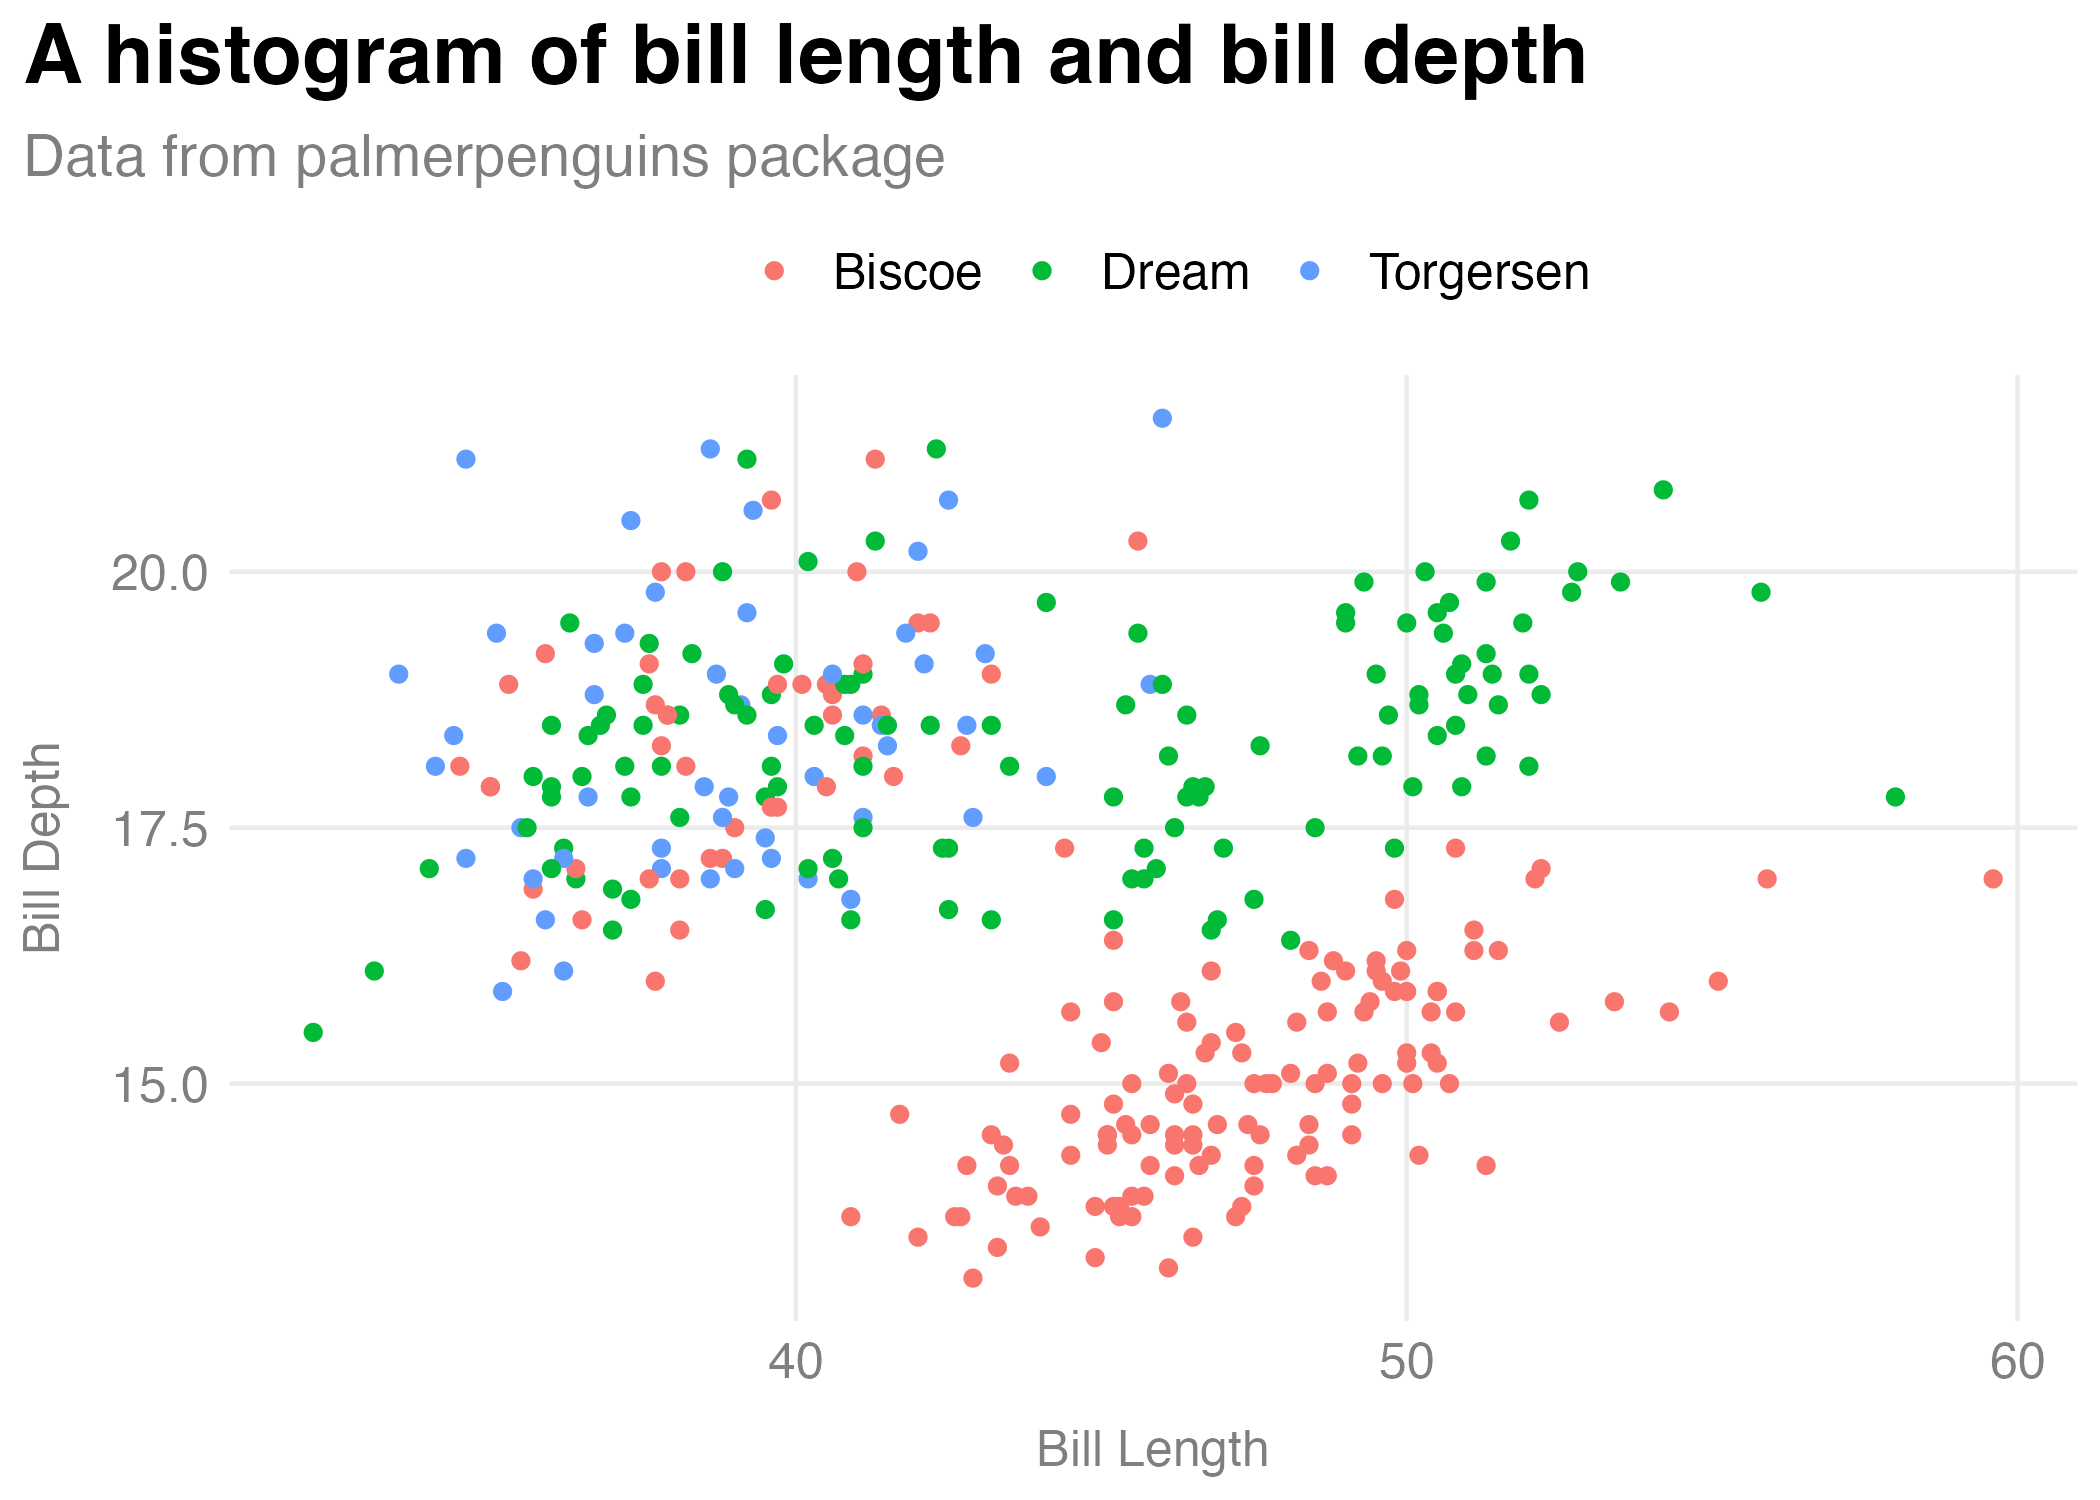 A histogram of bill length and bill depth
Data from palmerpenguins package
Biscoe Dream Torgersen
Bill Depth
20.0
17.5
15.0
40 50 60
Bill Length